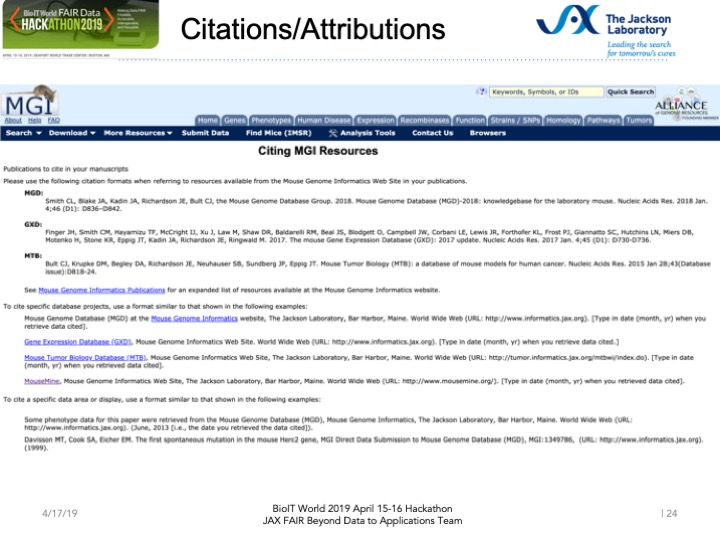 BioIT World FAIR Data
HACKATHON2019
Making Data FAIR:
Findable,
Accessible,
Interoperable,
and Reusable
APRIL 15-16, 2019 | SEAPORT WORLD TRADE CENTER | BOSTON, MA
Citations/Attributions
JAX The Jackson
Laboratory
Leading the search
for tomorrow's cures
MGI
About Help FAQ
Keywords, Symbols, or IDs Quick Search
ALLIANCE
of GENOME RESOURCES
FOUNDING MEMBER
Home Genes Phenotypes Human Disease Expression Recombinases Function Strains / SNPs Homology Pathways Tumors
Search Download More Resources Submit Data Find Mice (IMSR) Analysis Tools Contact Us Browsers
Citing MGI Resources
Publications to cite in your manuscripts
Please use the following citation formats when referring to resources available from the Mouse Genome Informatics Web Site in your publications.
MGD:
Smith CL, Blake JA, Kadin JA, Richardson JE, Bult CJ, the Mouse Genome Database Group. 2018. Mouse Genome Database (MGD)-2018: knowledgebase for the laboratory mouse. Nucleic Acids Res. 2018 Jan.
4;46 (D1): D836–D842.
GXD:
Finger JH, Smith CM, Hayamizu TF, McCright IJ, Xu J, Law M, Shaw DR, Baldarelli RM, Beal JS, Blodgett O, Campbell JW, Corbani LE, Lewis JR, Forthofer KL, Frost PJ, Giannatto SC, Hutchins LN, Miers DB,
Motenko H, Stone KR, Eppig JT, Kadin JA, Richardson JE, Ringwald M. 2017. The mouse Gene Expression Database (GXD): 2017 update. Nucleic Acids Res. 2017 Jan. 4;45 (D1): D730-D736.
MTB:
Bult CJ, Krupke DM, Begley DA, Richardson JE, Neuhauser SB, Sundberg JP, Eppig JT. Mouse Tumor Biology (MTB): a database of mouse models for human cancer. Nucleic Acids Res. 2015 Jan 28;43(Database
issue):D818-24.
See Mouse Genome Informatics Publications for an expanded list of resources available at the Mouse Genome Informatics website.
To cite specific database projects, use a format similar to that shown in the following examples:
Mouse Genome Database (MGD) at the Mouse Genome Informatics website, The Jackson Laboratory, Bar Harbor, Maine. World Wide Web (URL: http://www.informatics.jax.org). [Type in date (month, yr) when you
retrieve data cited].
Gene Expression Database (GXD), Mouse Genome Informatics Web Site. World Wide Web (URL: http://www.informatics.jax.org). [Type in date (month, yr) when you retrieve data cited.]
Mouse Tumor Biology Database (MTB), Mouse Genome Informatics Web Site, The Jackson Laboratory, Bar Harbor, Maine. World Wide Web (URL: http://tumor.informatics.jax.org/mtbwi/index.do). [Type in date
(month, yr) when you retrieved data cited].
MouseMine, Mouse Genome Informatics Web Site, The Jackson Laboratory, Bar Harbor, Maine. World Wide Web (URL: http://www.mousemine.org/). [Type in date (month, yr) when you retrieved data cited].
To cite a specific data area or display, use a format similar to that shown in the following examples:
Some phenotype data for this paper were retrieved from the Mouse Genome Database (MGD), Mouse Genome Informatics, The Jackson Laboratory, Bar Harbor, Maine. World Wide Web (URL:
http://www.informatics.jax.org). (June, 2013 [i.e., the date you retrieved the data cited]).
Davisson MT, Cook SA, Eicher EM. The first spontaneous mutation in the mouse Herc2 gene, MGI Direct Data Submission to Mouse Genome Database (MGD), MGI:1349786, (URL: http://www.informatics.jax.org).
(1999).
4/17/19
BioIT World 2019 April 15-16 Hackathon
JAX FAIR Beyond Data to Applications Team
| 24